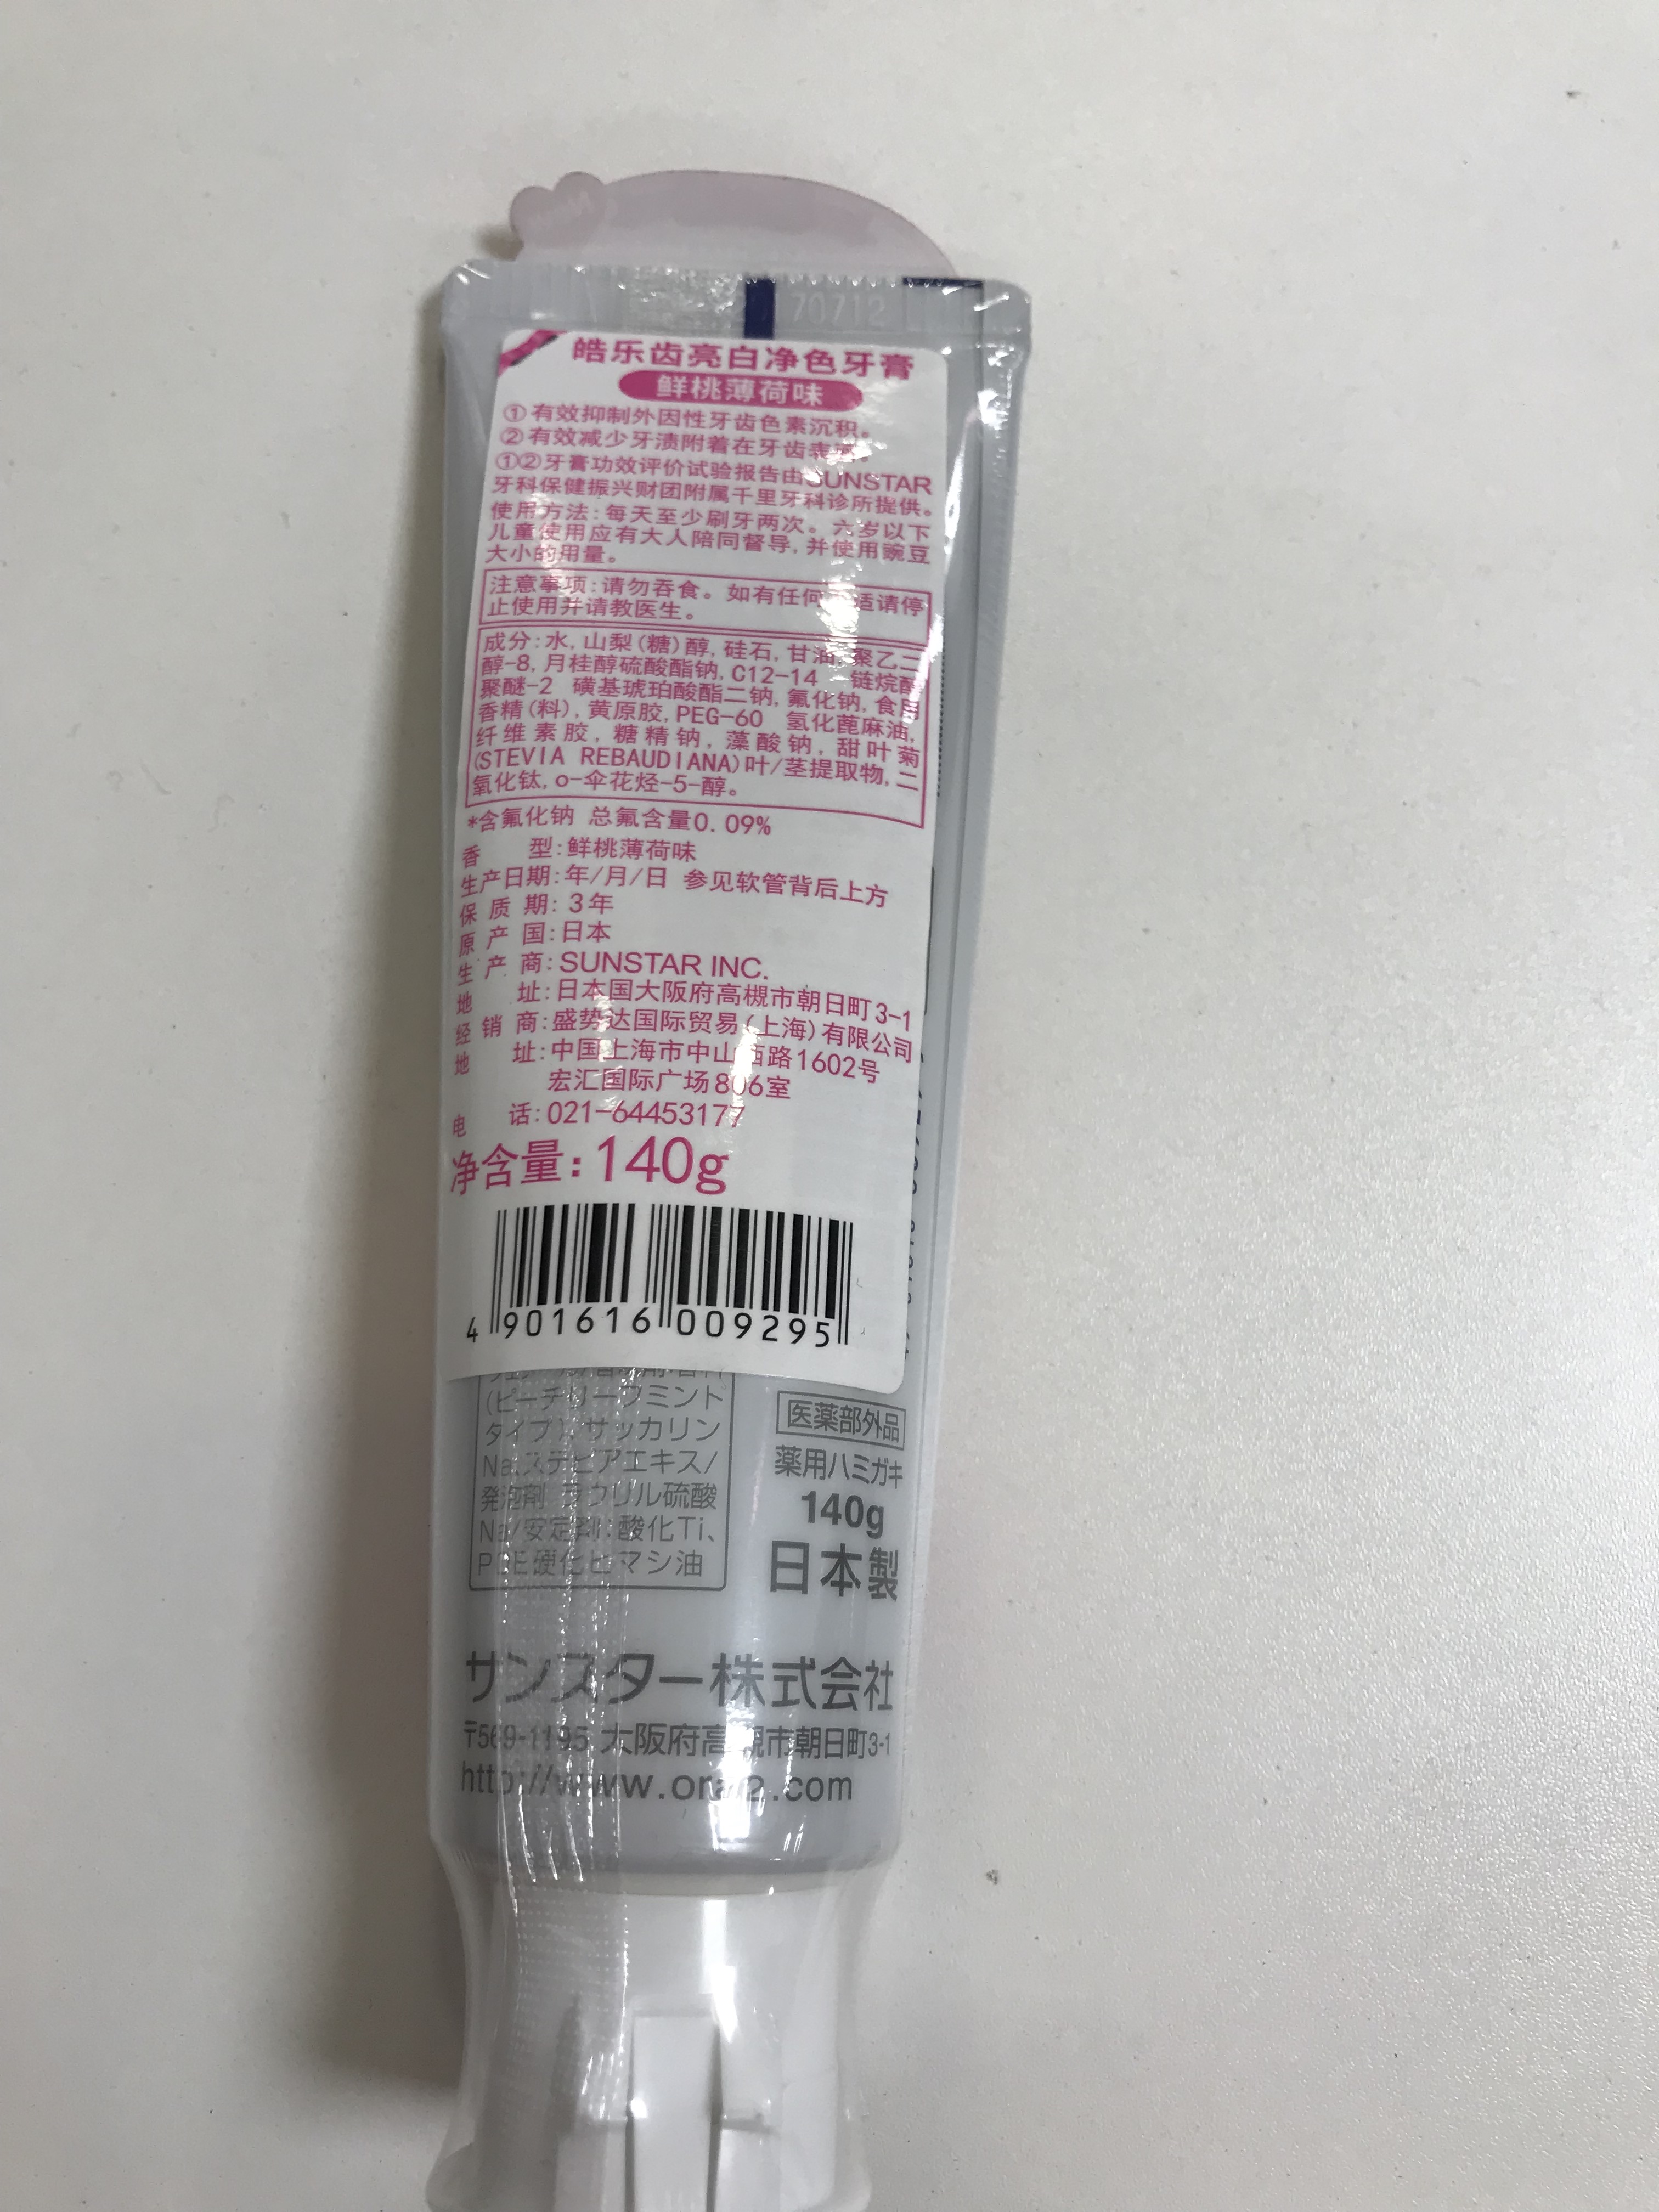 70712
皓乐齿亮白净色牙膏
鲜桃薄荷味
①有效抑制外因性牙齿色素沉积。
②有效减少牙渍附着在牙齿表面。
①②牙膏功效评价试验报告由SUNSTAR
牙科保健振兴财团附属千里牙科诊所提供。
使用方法:每天至少刷牙两次。六岁以下
儿童使用应有大人陪同督导,并使用豌豆
大小的用量。
注意事项:请勿吞食。如有任何 适请停
止使用并请教医生。
成分:水,山梨(糖)醇,硅石,甘油,聚乙二
醇-8,月桂醇硫酸酯钠,C12-14 链烷醇
聚醚-2 磺基琥珀酸酯二钠,氟化钠,食用
香精(料),黄原胶,PEG-60 氢化蓖麻油,
纤维素胶,糖精钠,藻酸钠,甜叶菊
(STEVIA REBAUDIANA)叶/茎提取物,二
氧化钛,o-伞花烃-5-醇。
*含氟化钠 总氟含量0.09%
香 型:鲜桃薄荷味
生产日期:年/月/日 参见软管背后上方
保质期:3年
原产国:日本
生产商:SUNSTAR INC.
地 址:日本国大阪府高槻市朝日町3-1
经销商:盛势达国际贸易(上海)有限公司
地 址:中国上海市中山西路1602号
宏汇国际广场806室
电 话:021-64453177
净含量:140g
4 901616 009295
(ピーチリーフミント
タイプ)、サッカリン
Na、ステビアエキス/
発泡剤:ラウリル硫酸
Na/安定剤:酸化Ti、
POE硬化ヒマシ油
医薬部外品
薬用ハミガキ
140g
日本製
サンスター株式会社
〒569-1195 大阪府高槻市朝日町3-1
http://www.ora2.com